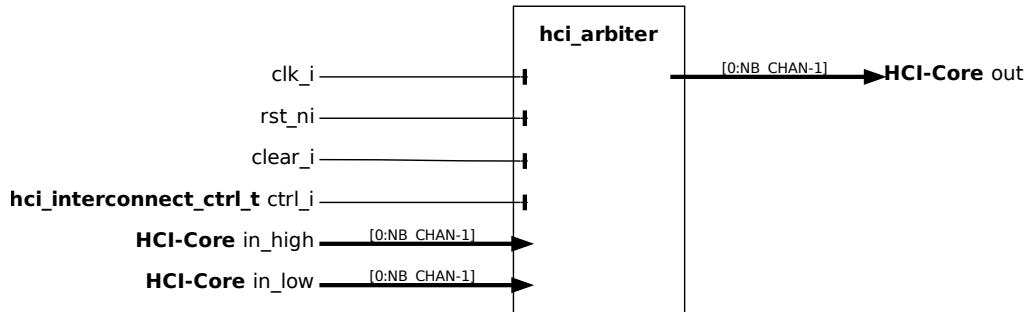 hci_arbiter
clk_i
[0:NB_CHAN-1]
HCI-Core out
rst_ni
clear_i
hci_interconnect_ctrl_t ctrl_i
HCI-Core in_high
[0:NB_CHAN-1]
HCI-Core in_low
[0:NB_CHAN-1]